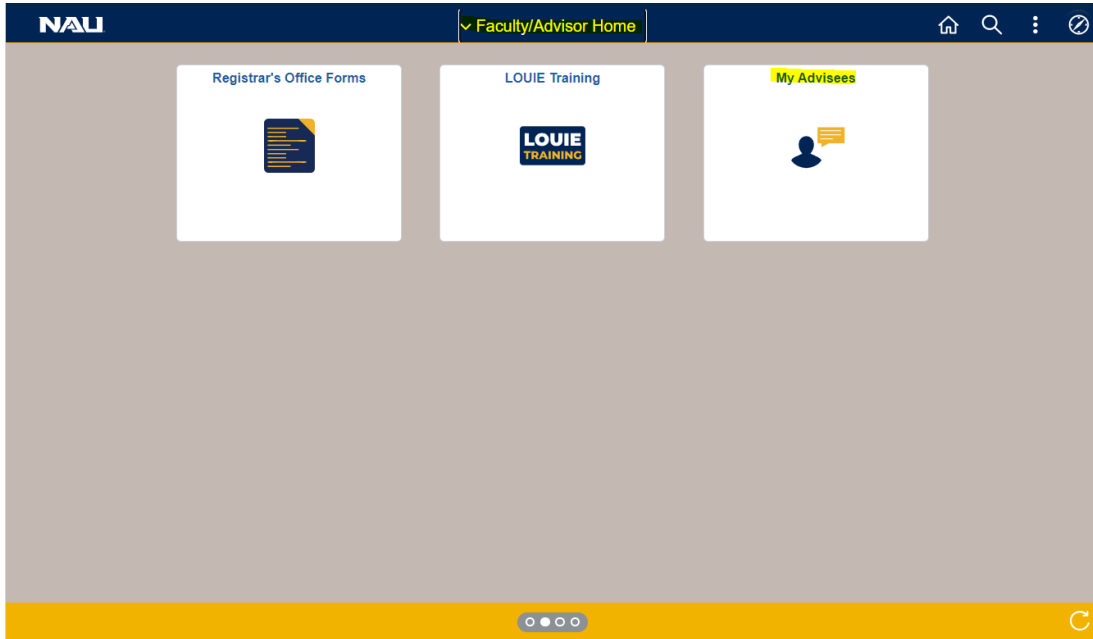 NAU
Faculty/Advisor Home
Registrar's Office Forms
LOUIE Training
My Advisees
LOUIE
TRAINING